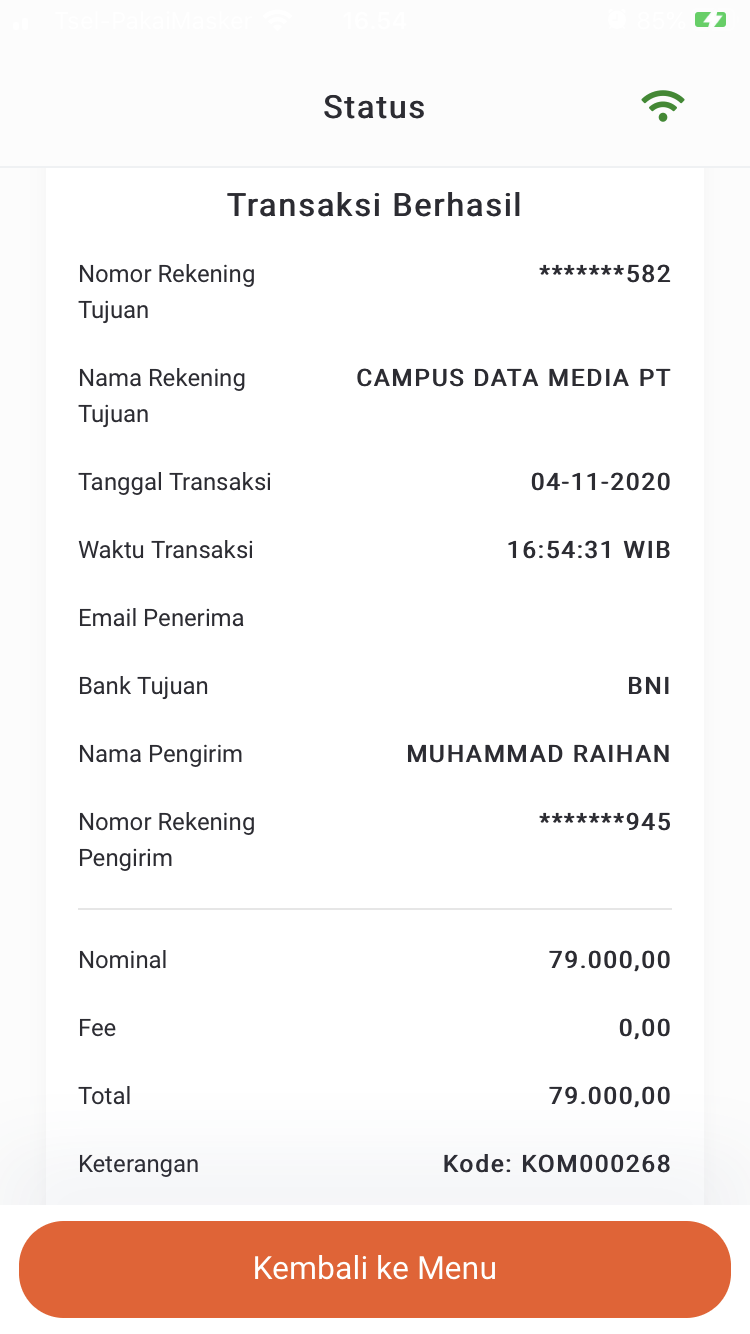 Tsel-PakaiMasker 16.54 85%
Status
Transaksi Berhasil
Nomor Rekening Tujuan *******582
Nama Rekening Tujuan CAMPUS DATA MEDIA PT
Tanggal Transaksi 04-11-2020
Waktu Transaksi 16:54:31 WIB
Email Penerima
Bank Tujuan BNI
Nama Pengirim MUHAMMAD RAIHAN
Nomor Rekening Pengirim *******945
Nominal 79.000,00
Fee 0,00
Total 79.000,00
Keterangan Kode: KOM000268
Kembali ke Menu